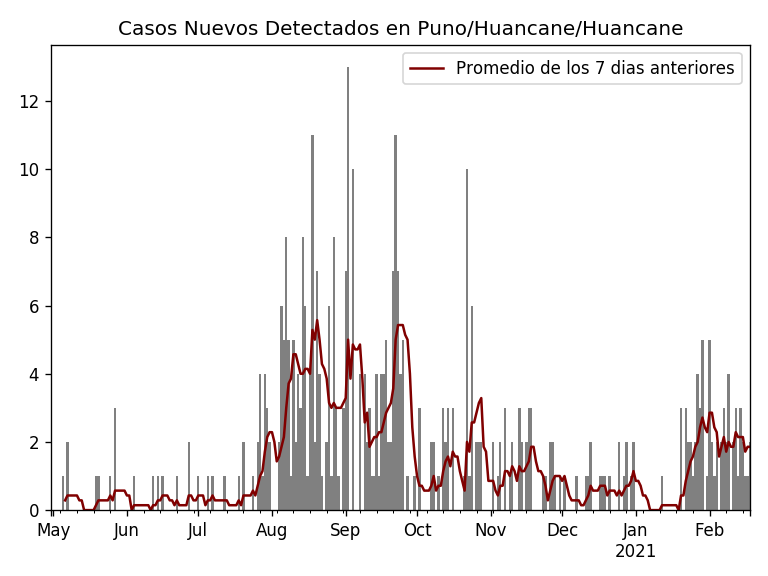 Casos Nuevos Detectados en Puno/Huancane/Huancane
Promedio de los 7 dias anteriores
12
10
8
6
4
2
0
May Jun Jul Aug Sep Oct Nov Dec Jan Feb
2021